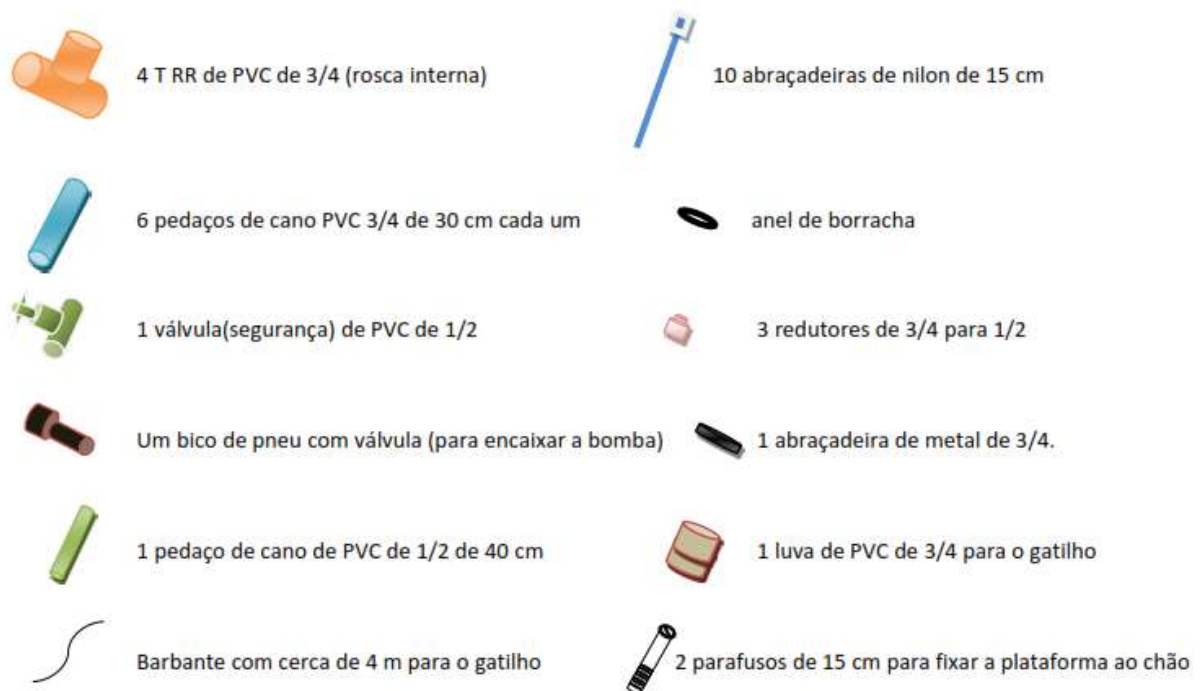 4 T RR de PVC de 3/4 (rosca interna)
10 abraçadeiras de nilon de 15 cm
6 pedaços de cano PVC 3/4 de 30 cm cada um
anel de borracha
1 válvula(segurança) de PVC de 1/2
3 redutores de 3/4 para 1/2
Um bico de pneu com válvula (para encaixar a bomba)
1 abraçadeira de metal de 3/4.
1 pedaço de cano de PVC de 1/2 de 40 cm
1 luva de PVC de 3/4 para o gatilho
Barbante com cerca de 4 m para o gatilho
2 parafusos de 15 cm para fixar a plataforma ao chão